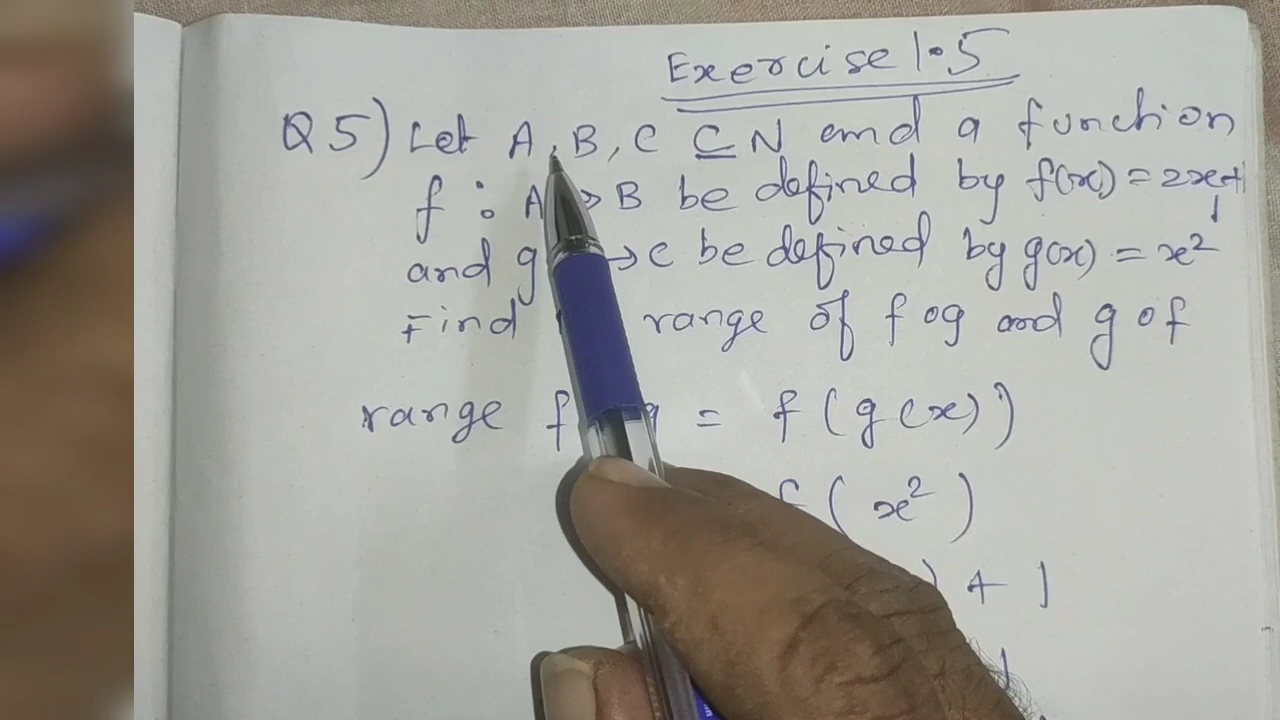 Exercise 1.5
Q5) Let A, B, C ⊆ N and a function
f : A → B be defined by f(x) = 2x+1
and g → C be defined by g(x) = x²
Find range of fog and gof
range f = f(g(x))
f(x²)
) + 1